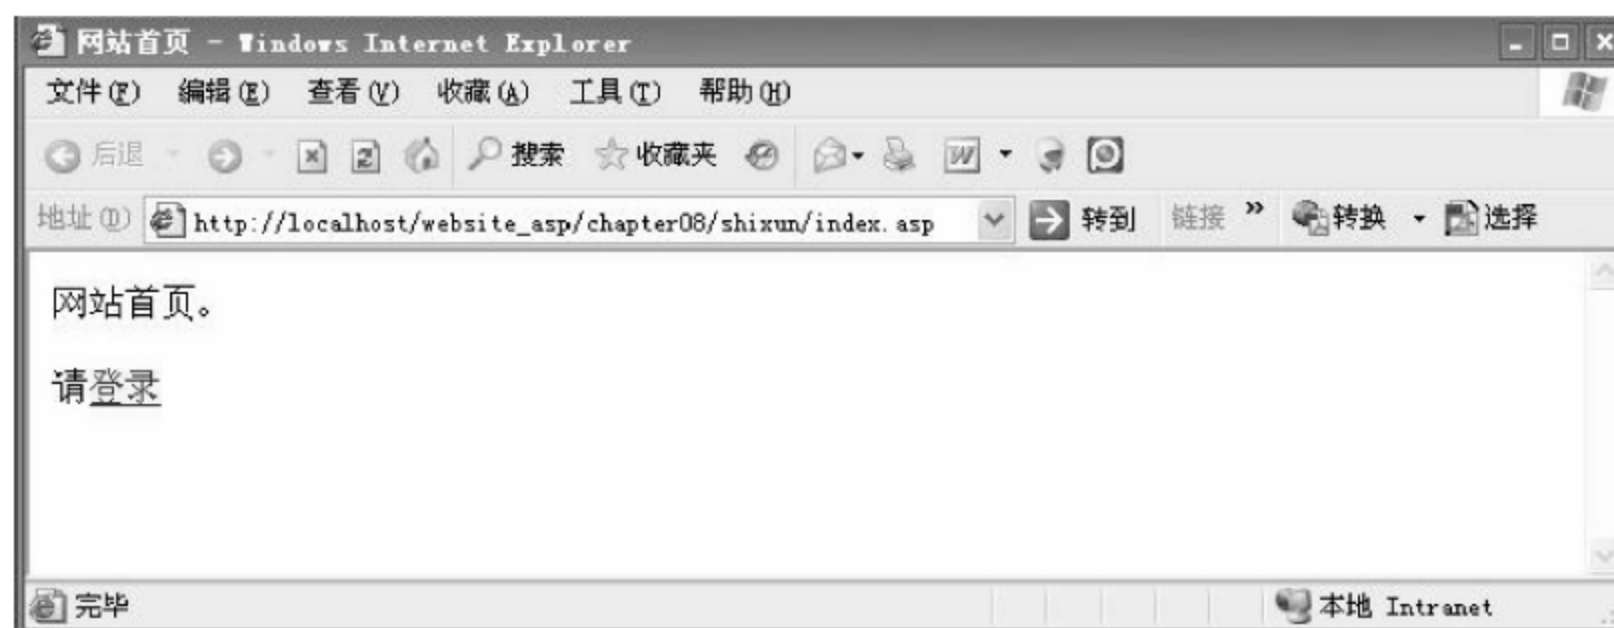 网站首页 - Windows Internet Explorer
文件(F) 编辑(E) 查看(V) 收藏(A) 工具(T) 帮助(H)
后退 搜索 收藏夹
地址(D) http://localhost/website_asp/chapter08/shixun/index.asp 转到 链接 » 转换 选择
网站首页。
请登录
完毕 本地 Intranet